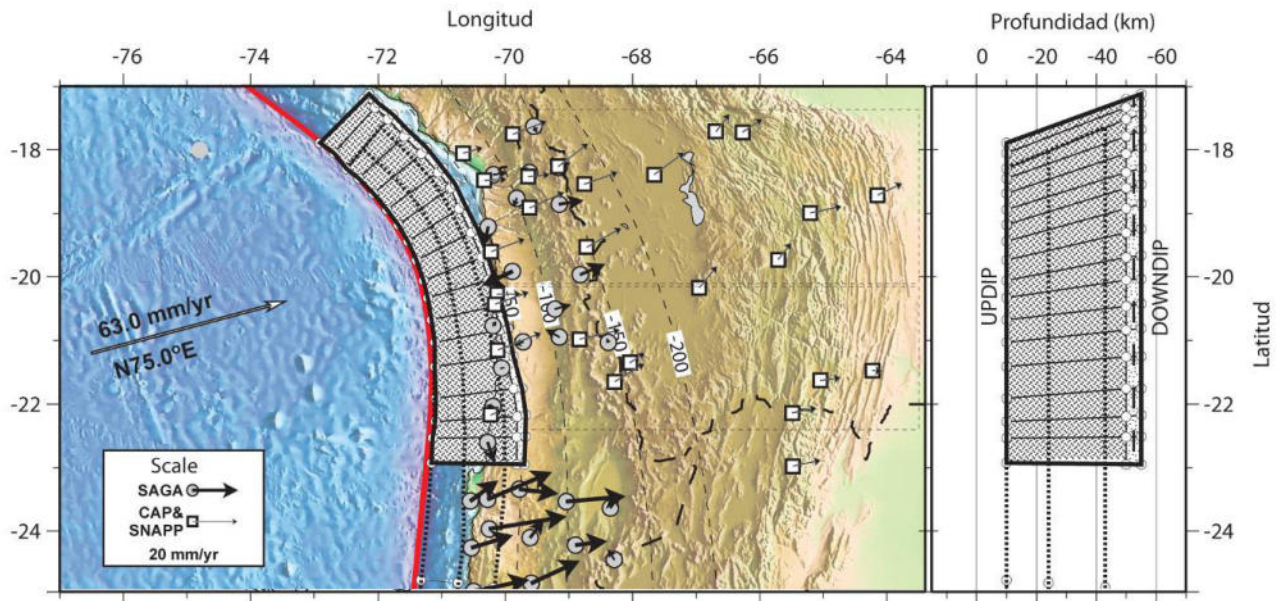 Longitud
Profundidad (km)
-76 -74 -72 -70 -68 -66 -64
0 -20 -40 -60
-18
-20
-22
-24
63.0 mm/yr
N75.0°E
-100
-150
-200
Scale
SAGA
CAP&
SNAPP
20 mm/yr
UPDIP
DOWNDIP
-18
-20
-22
-24
Latitud